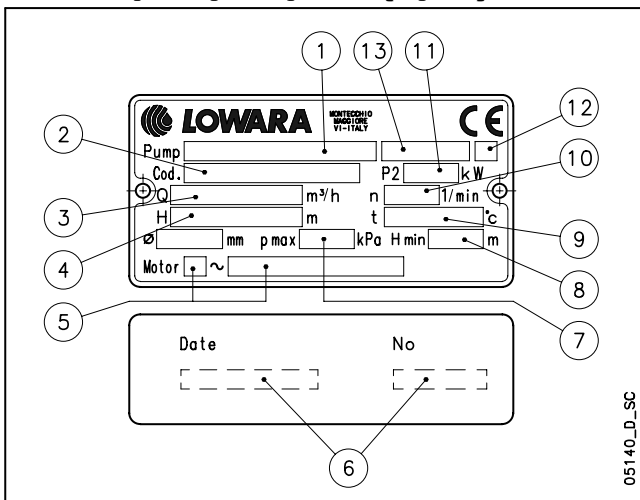 1 13 11
LOWARA MONTECCHIO MAGGIORE VI-ITALY CE
12
2
Pump
Cod. P2 kW
10
3
Q m³/h n 1/min
H m t °c
9
4
ø mm p max kPa H min m
8
Motor ~
5
7
Date No
6
05140_D_SC